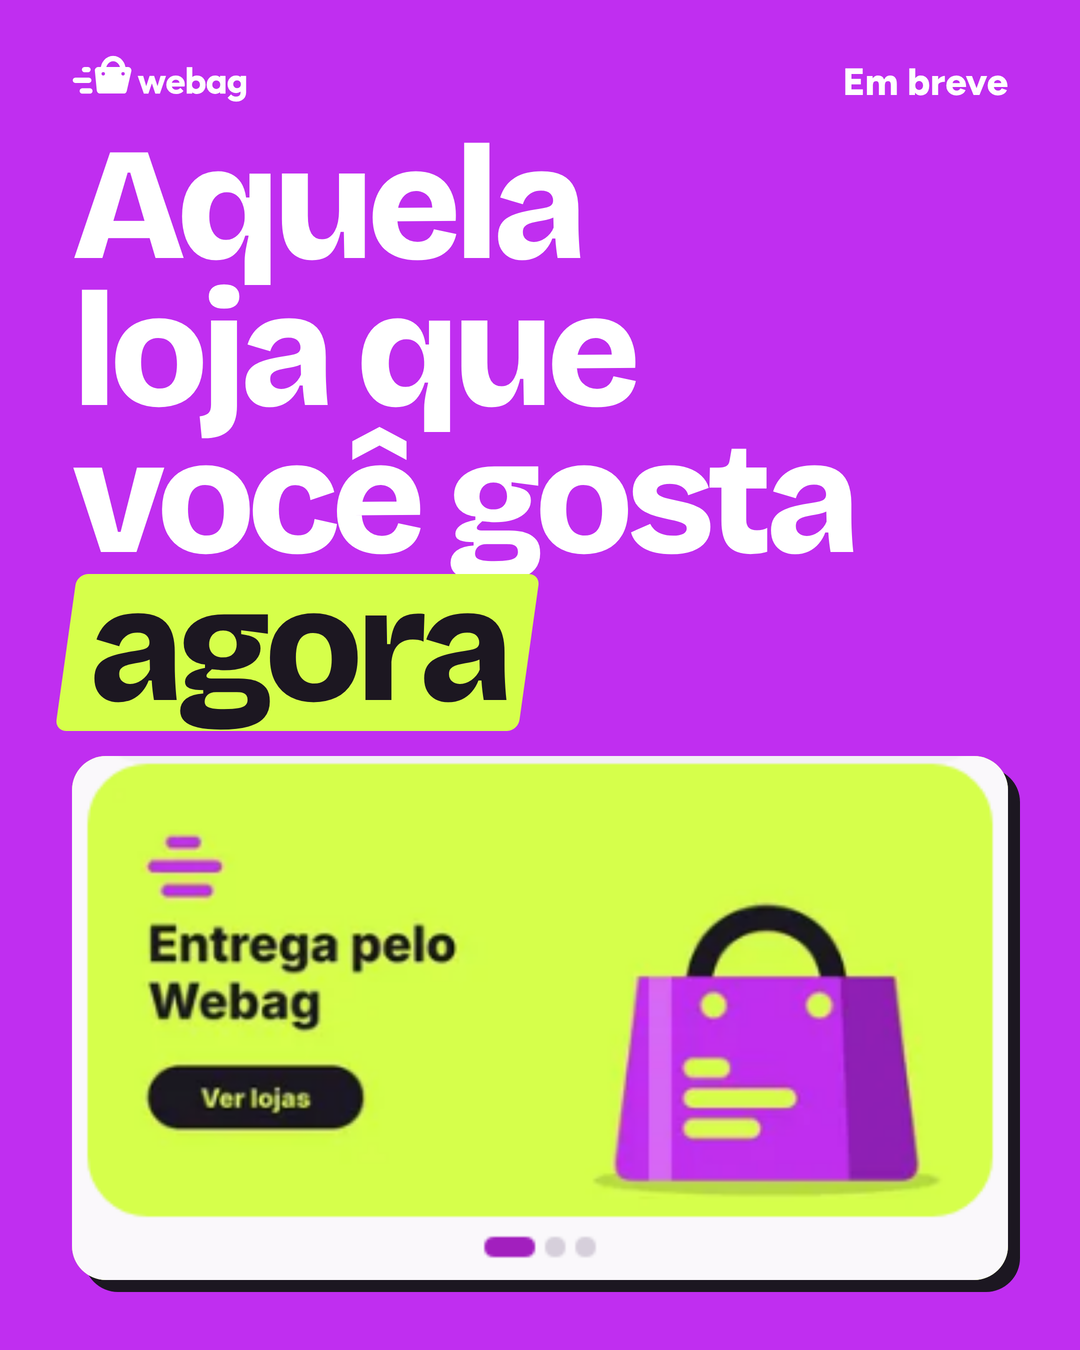 webag
Em breve
Aquela
loja que
você gosta
agora
Entrega pelo
Webag
Ver lojas